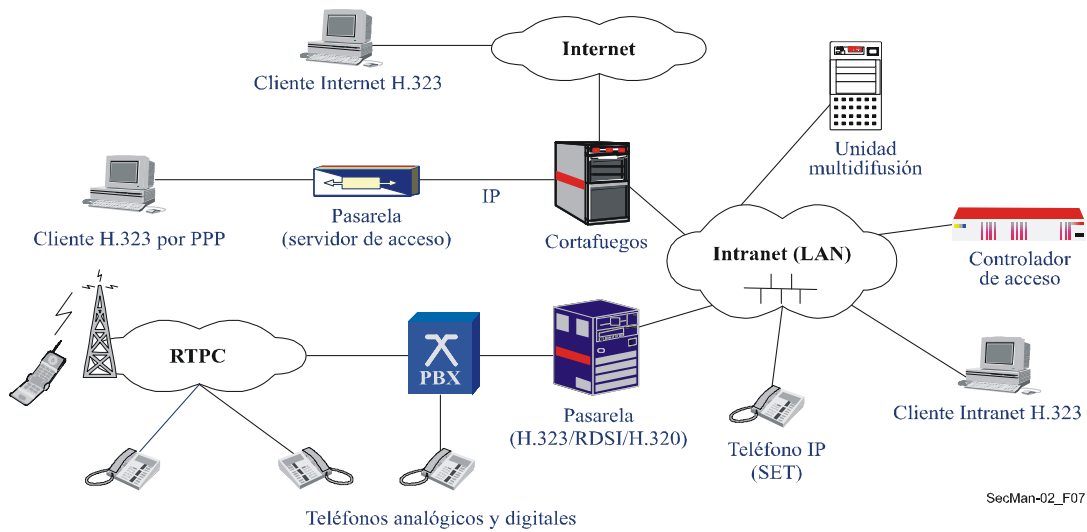 Internet
Cliente Internet H.323
Unidad
multidifusión
Cliente H.323 por PPP
Pasarela
(servidor de acceso)
IP
Cortafuegos
Intranet (LAN)
Controlador
de acceso
RTPC
PBX
Pasarela
(H.323/RDSI/H.320)
Teléfono IP
(SET)
Cliente Intranet H.323
Teléfonos analógicos y digitales
SecMan-02_F07